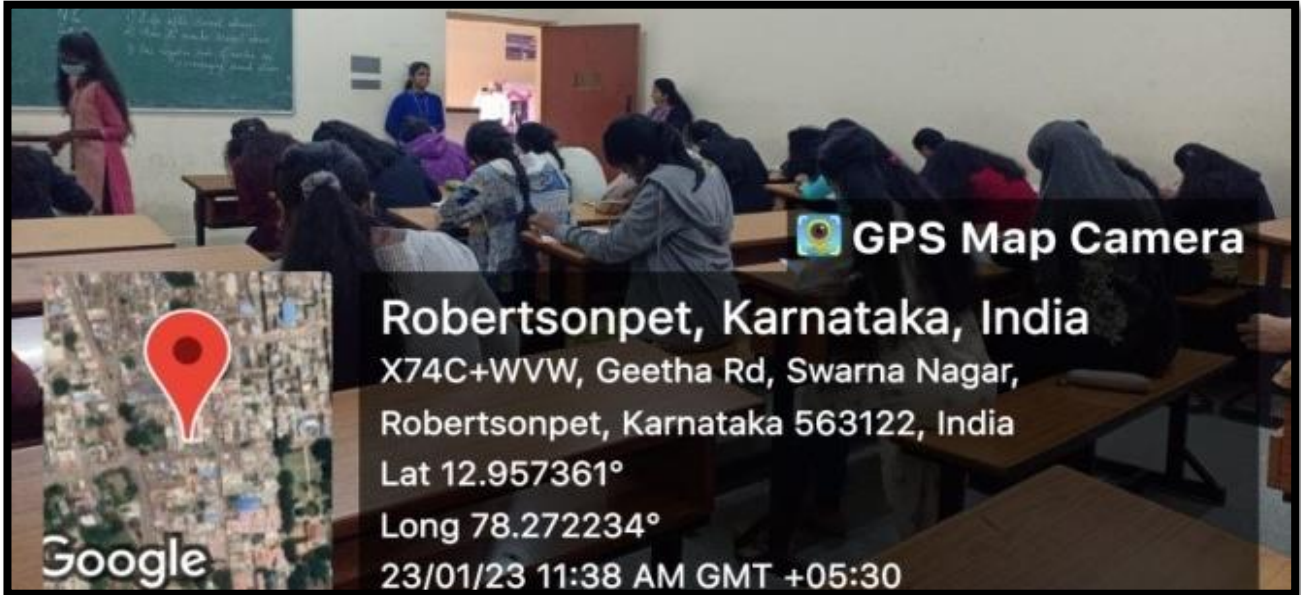 GPS Map Camera
Robertsonpet, Karnataka, India
X74C+WVW, Geetha Rd, Swarna Nagar,
Robertsonpet, Karnataka 563122, India
Lat 12.957361°
Long 78.272234°
23/01/23 11:38 AM GMT +05:30
Google